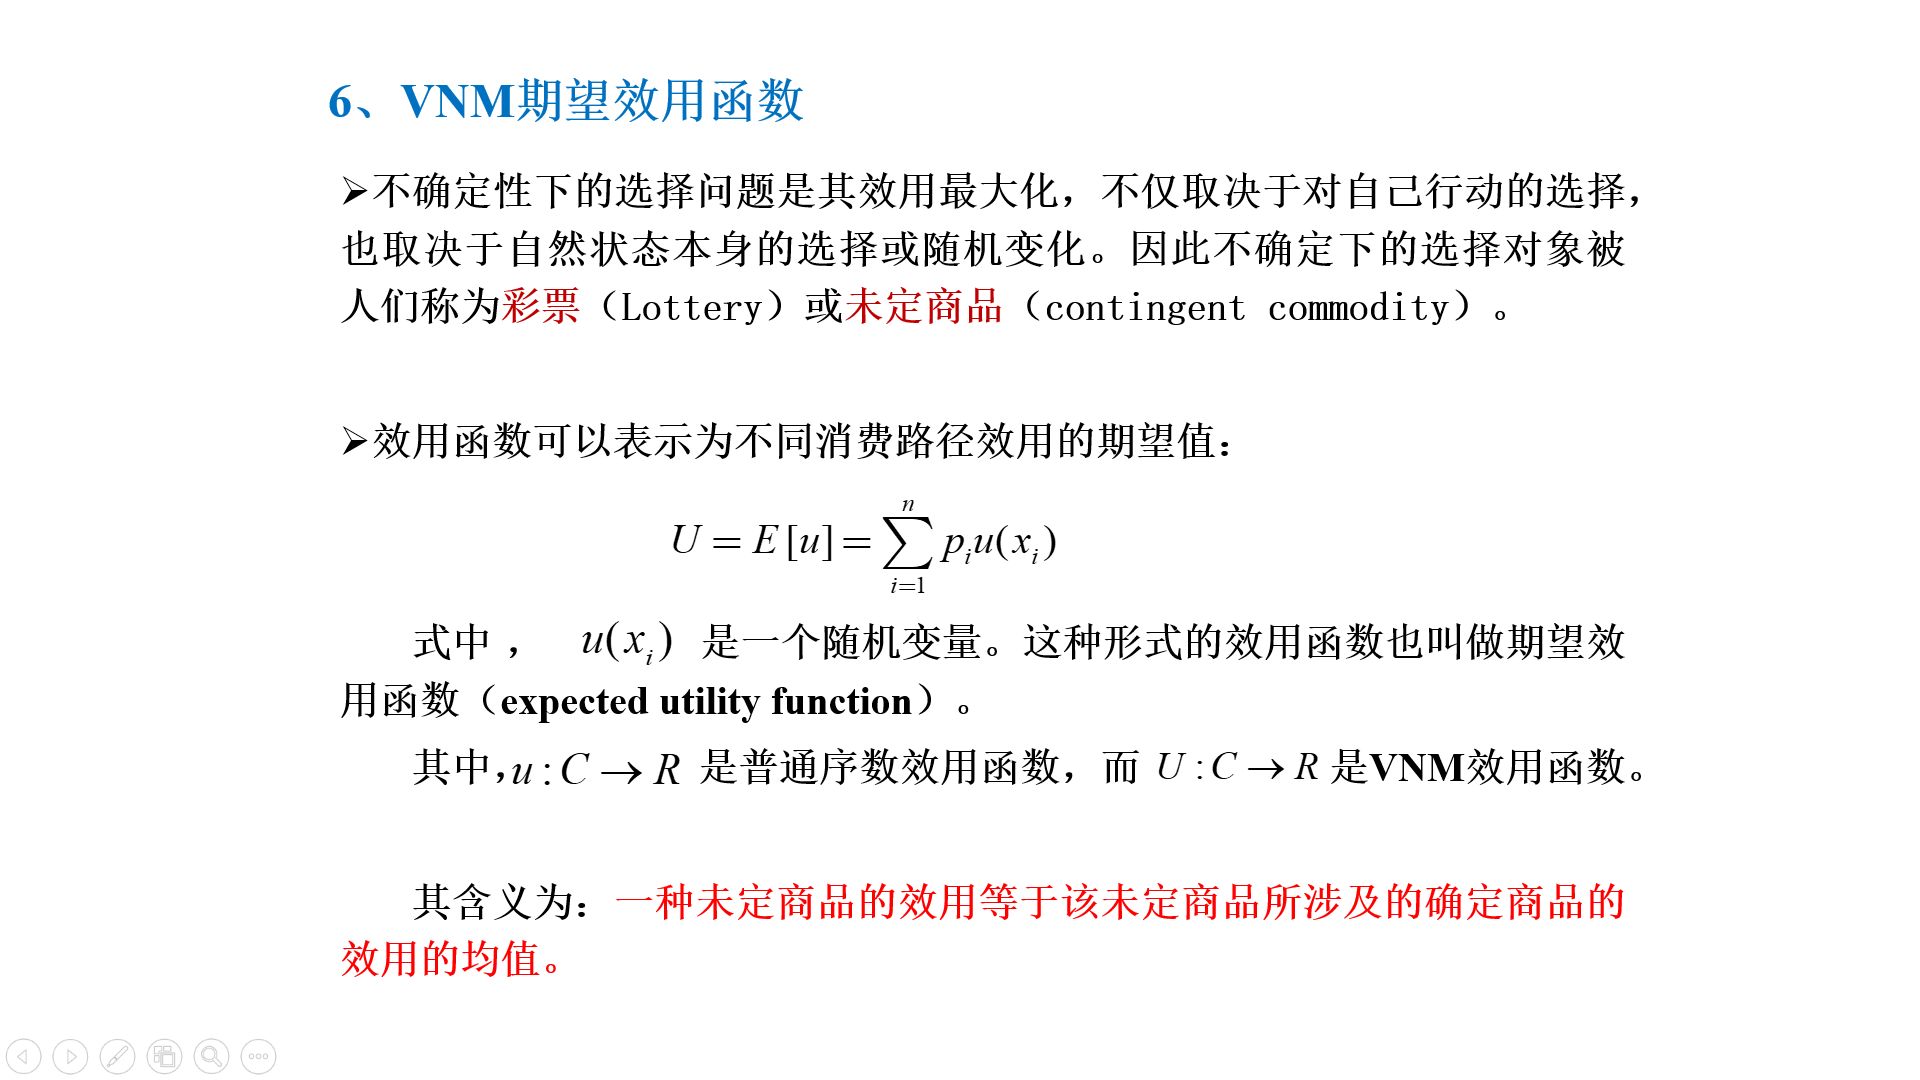 6、VNM期望效用函数
➢不确定性下的选择问题是其效用最大化，不仅取决于对自己行动的选择，
也取决于自然状态本身的选择或随机变化。因此不确定下的选择对象被
人们称为彩票（Lottery）或未定商品（contingent commodity）。
➢效用函数可以表示为不同消费路径效用的期望值：
U = E[u] = \sum_{i=1}^{n} p_i u(x_i)
式中 ， u(x_i) 是一个随机变量。这种形式的效用函数也叫做期望效
用函数（expected utility function）。
其中，u : C → R 是普通序数效用函数，而 U : C → R 是VNM效用函数。
其含义为：一种未定商品的效用等于该未定商品所涉及的确定商品的
效用的均值。